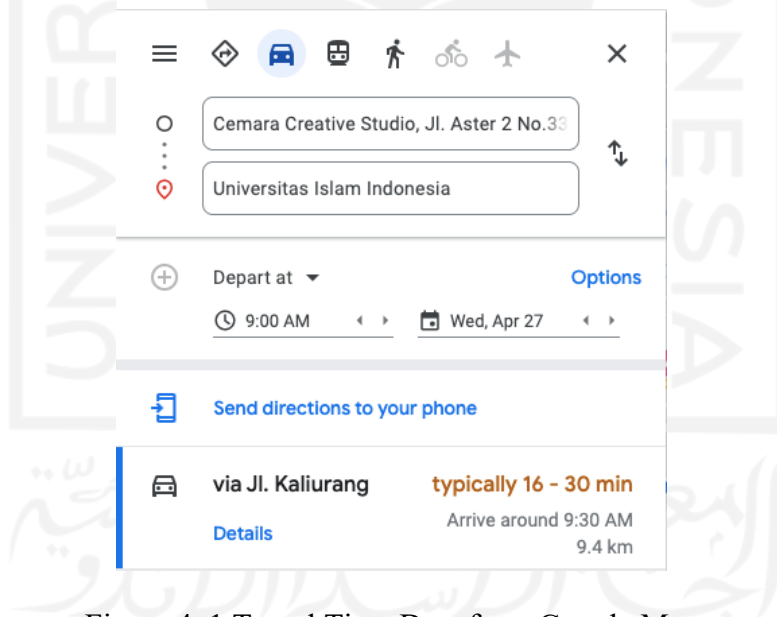 Cemara Creative Studio, Jl. Aster 2 No.33
Universitas Islam Indonesia
Depart at
Options
9:00 AM
Wed, Apr 27
Send directions to your phone
via Jl. Kaliurang
typically 16 - 30 min
Arrive around 9:30 AM
Details
9.4 km
UNIVER
NESIA